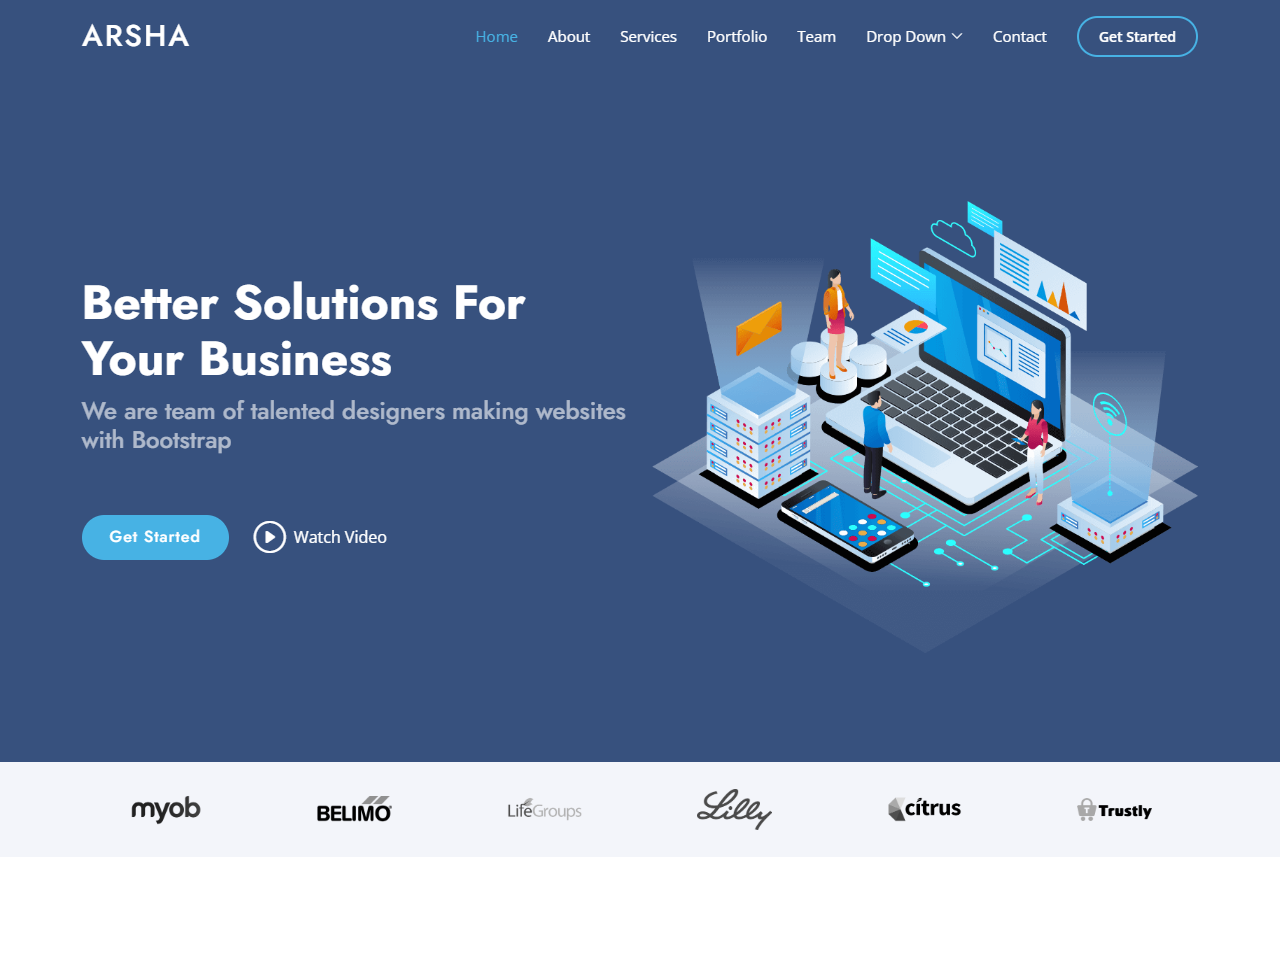 ARSHA
Home About Services Portfolio Team Drop Down Contact Get Started
Better Solutions For
Your Business
We are team of talented designers making websites
with Bootstrap
Get Started Watch Video
myob BELIMO LifeGroups Lilly cítrus Trustly